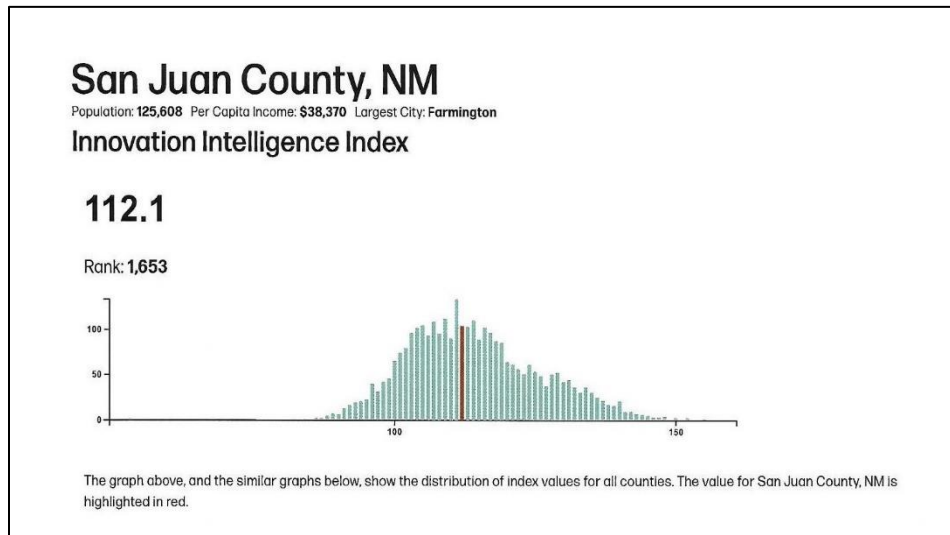 San Juan County, NM
Population: 125,608 Per Capita Income: $38,370 Largest City: Farmington
Innovation Intelligence Index
112.1
Rank: 1,653
100
50
0
100
150
The graph above, and the similar graphs below, show the distribution of index values for all counties. The value for San Juan County, NM is
highlighted in red.